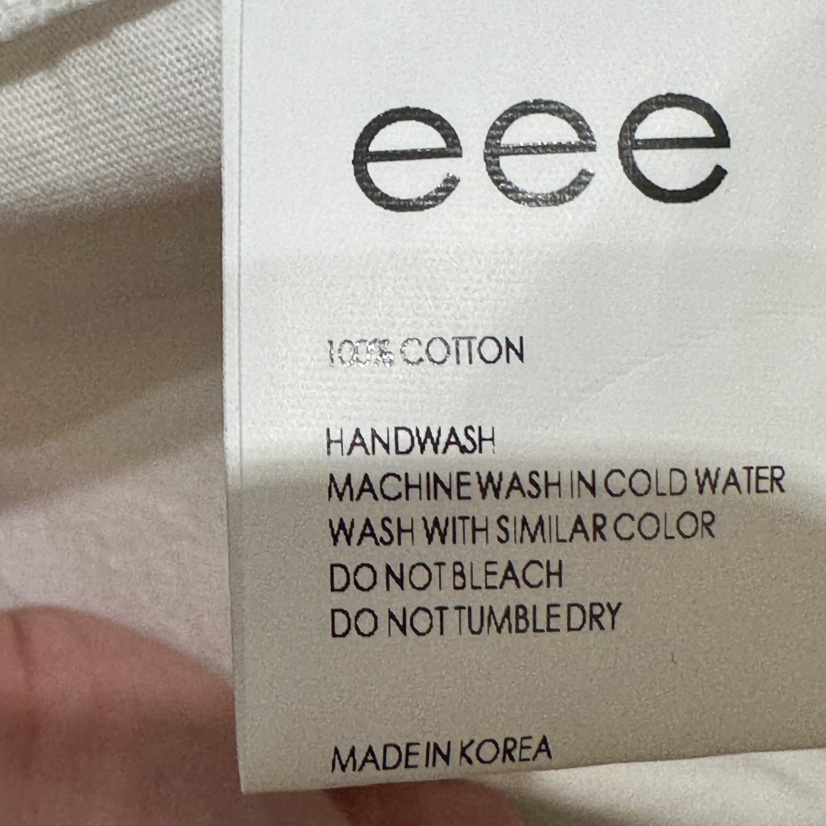 eee
100% COTTON
HANDWASH
MACHINE WASH IN COLD WATER
WASH WITH SIMILAR COLOR
DO NOT BLEACH
DO NOT TUMBLE DRY
MADE IN KOREA